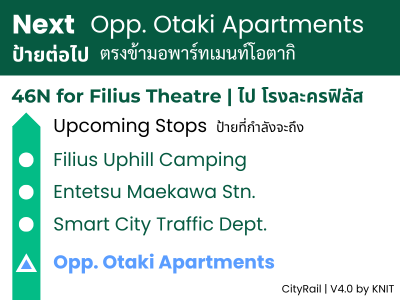 Next Opp. Otaki Apartments
ป้ายต่อไป ตรงข้ามอพาร์ทเมนท์โอตากิ
46N for Filius Theatre | ไป โรงละครฟิลัส
Upcoming Stops ป้ายที่กำลังจะถึง
Filius Uphill Camping
Entetsu Maekawa Stn.
Smart City Traffic Dept.
Opp. Otaki Apartments
CityRail | V4.0 by KNIT